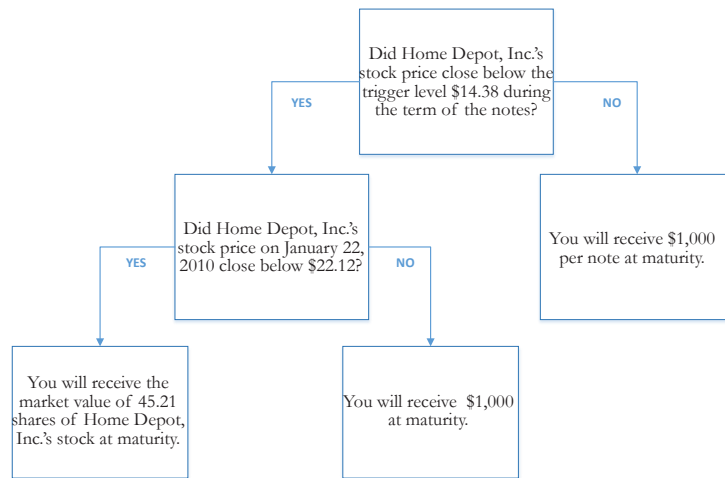 Did Home Depot, Inc.'s
stock price close below the
trigger level $14.38 during
the term of the notes?
YES
NO
Did Home Depot, Inc.'s
stock price on January 22,
2010 close below $22.12?
You will receive $1,000
per note at maturity.
YES
NO
You will receive the
market value of 45.21
shares of Home Depot,
Inc.'s stock at maturity.
You will receive $1,000
at maturity.